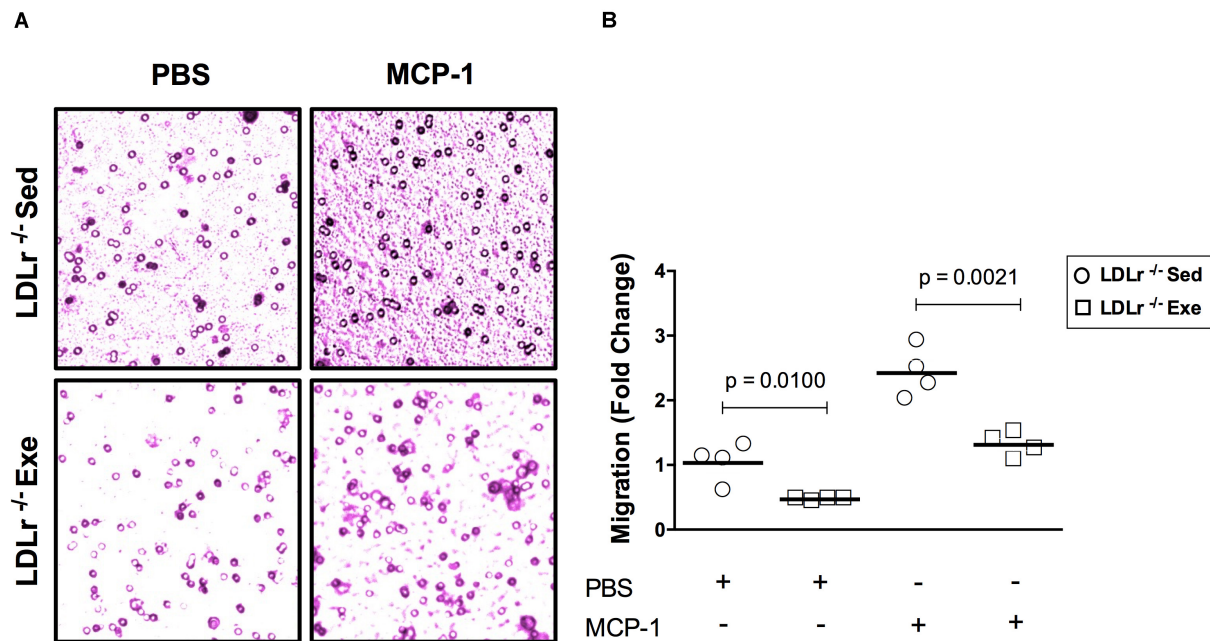 A
B
PBS
MCP-1
LDLr -/- Sed
LDLr -/- Exe
Migration (Fold Change)
4
3
2
1
0
p = 0.0100
p = 0.0021
LDLr -/- Sed
LDLr -/- Exe
PBS + + - -
MCP-1 - - + +